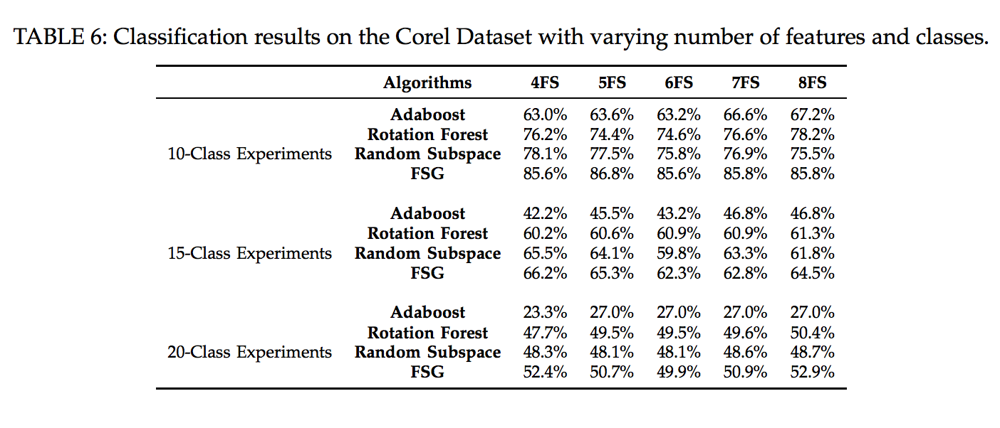 TABLE 6: Classification results on the Corel Dataset with varying number of features and classes.
Algorithms 4FS 5FS 6FS 7FS 8FS
Adaboost 63.0% 63.6% 63.2% 66.6% 67.2%
Rotation Forest 76.2% 74.4% 74.6% 76.6% 78.2%
10-Class Experiments Random Subspace 78.1% 77.5% 75.8% 76.9% 75.5%
FSG 85.6% 86.8% 85.6% 85.8% 85.8%
Adaboost 42.2% 45.5% 43.2% 46.8% 46.8%
Rotation Forest 60.2% 60.6% 60.9% 60.9% 61.3%
15-Class Experiments Random Subspace 65.5% 64.1% 59.8% 63.3% 61.8%
FSG 66.2% 65.3% 62.3% 62.8% 64.5%
Adaboost 23.3% 27.0% 27.0% 27.0% 27.0%
Rotation Forest 47.7% 49.5% 49.5% 49.6% 50.4%
20-Class Experiments Random Subspace 48.3% 48.1% 48.1% 48.6% 48.7%
FSG 52.4% 50.7% 49.9% 50.9% 52.9%